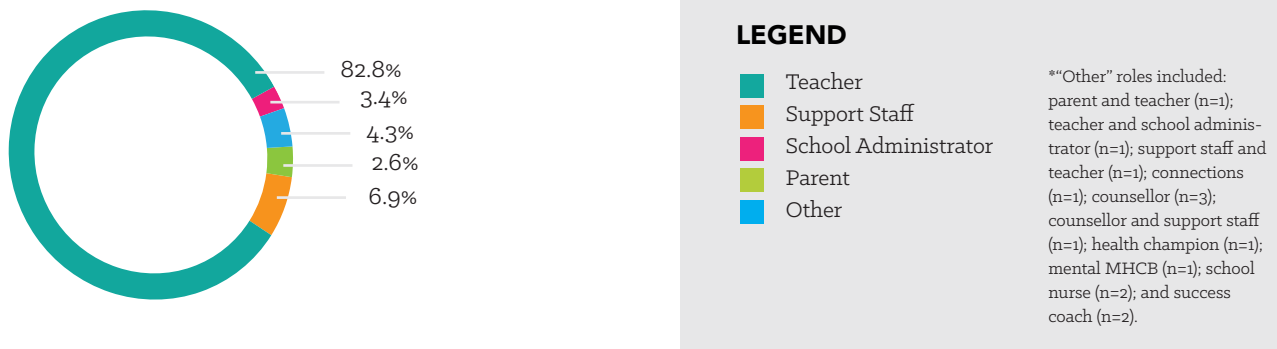 82.8%
3.4%
4.3%
2.6%
6.9%
LEGEND
Teacher
Support Staff
School Administrator
Parent
Other
*“Other” roles included:
parent and teacher (n=1);
teacher and school adminis-
trator (n=1); support staff and
teacher (n=1); connections
(n=1); counsellor (n=3);
counsellor and support staff
(n=1); health champion (n=1);
mental MHCB (n=1); school
nurse (n=2); and success
coach (n=2).